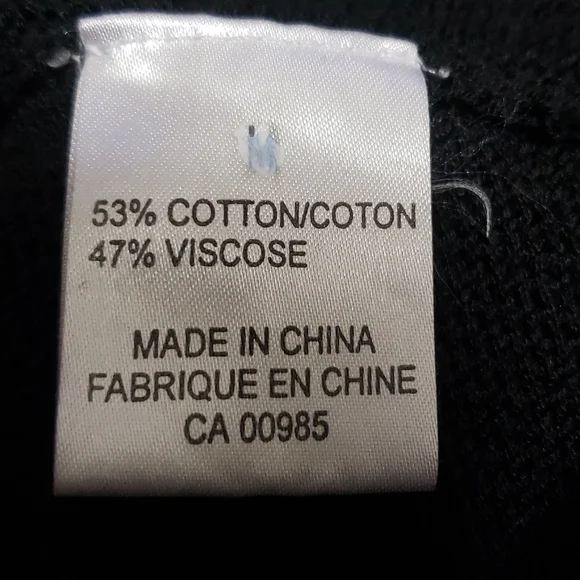 M
53% COTTON/COTON
47% VISCOSE
MADE IN CHINA
FABRIQUE EN CHINE
CA 00985